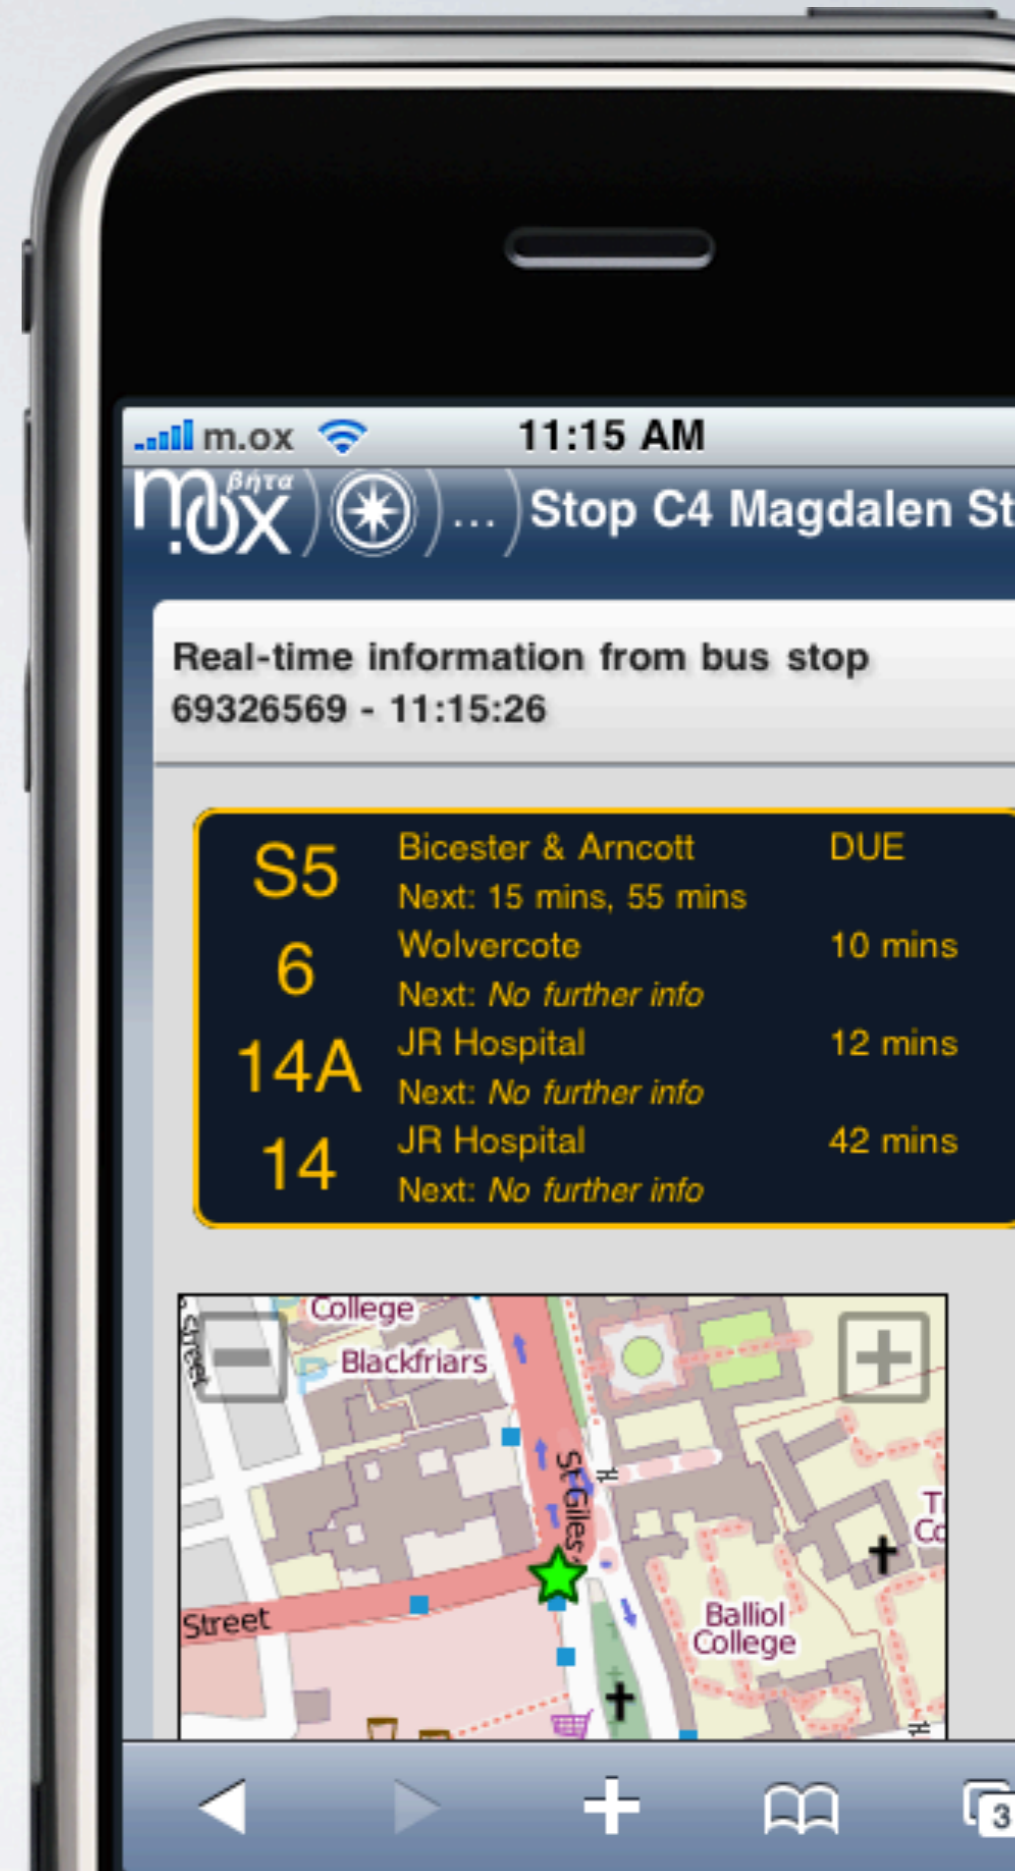 m.ox 11:15 AM
βήτα
m.ox ... Stop C4 Magdalen St
Real-time information from bus stop
69326569 - 11:15:26
S5 Bicester & Arncott DUE
Next: 15 mins, 55 mins
6 Wolvercote 10 mins
Next: No further info
14A JR Hospital 12 mins
Next: No further info
14 JR Hospital 42 mins
Next: No further info
College
Street
P
Blackfriars
St Giles
Street
Balliol
College
3